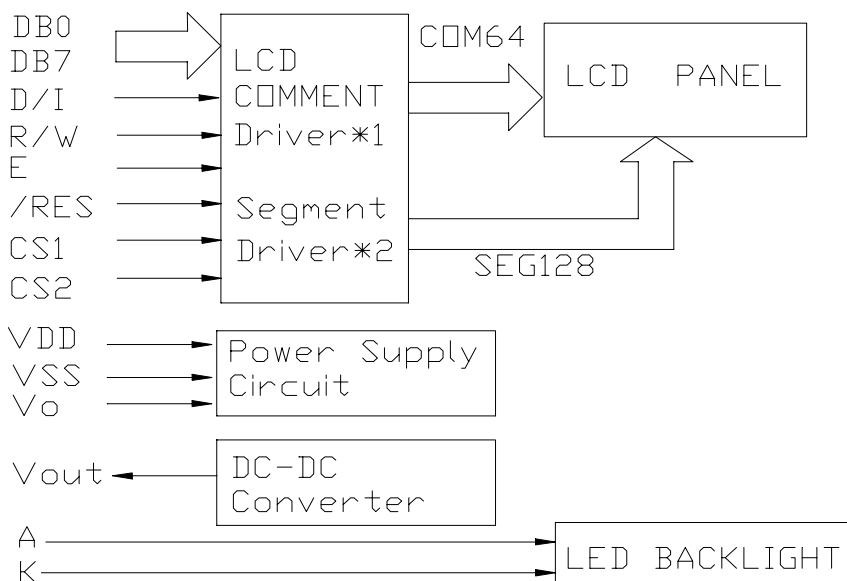 DB0
DB7
D/I
R/W
E
/RES
CS1
CS2
LCD
COMMENT
Driver*1
Segment
Driver*2
COM64
LCD PANEL
SEG128
VDD
VSS
Vo
Power Supply
Circuit
Vout
DC-DC
Converter
A
K
LED BACKLIGHT